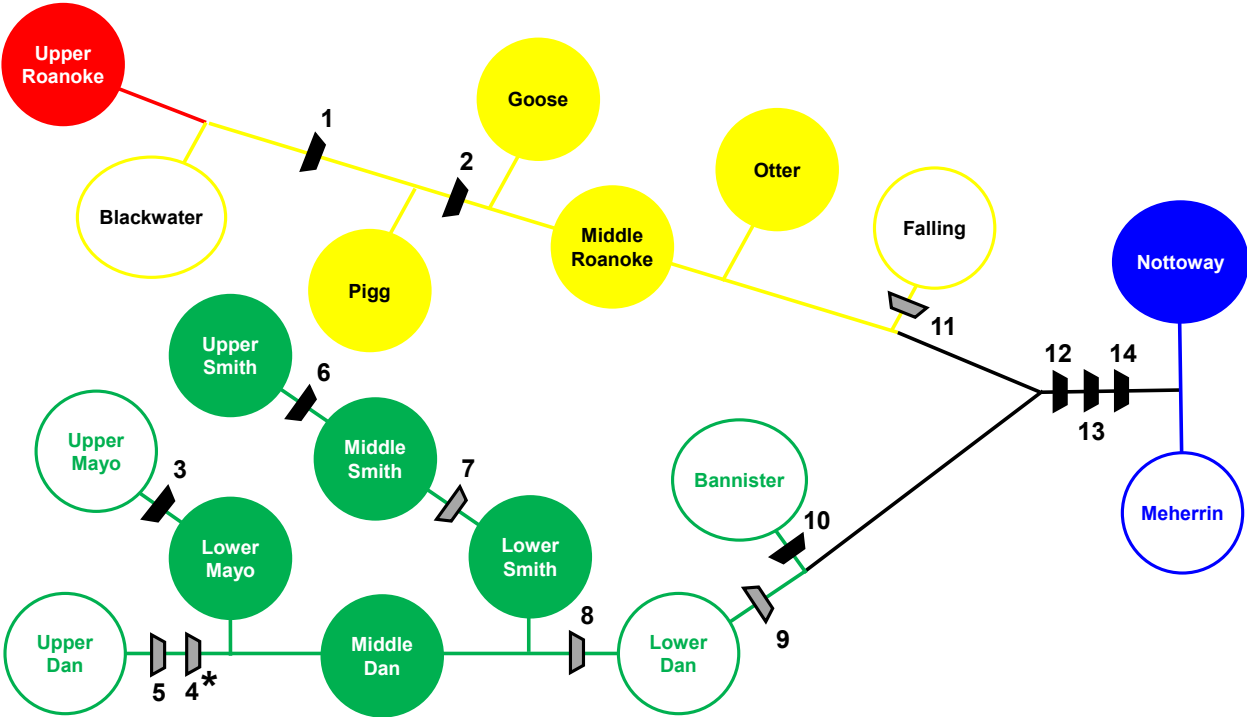 Upper
Roanoke
1
Goose
2
Otter
Blackwater
Falling
Middle
Roanoke
Nottoway
Pigg
11
Upper
Smith
12
14
6
13
Upper
Mayo
3
Middle
Smith
7
Bannister
10
Meherrin
Lower
Mayo
Lower
Smith
8
Upper
Dan
Middle
Dan
Lower
Dan
9
5
4*